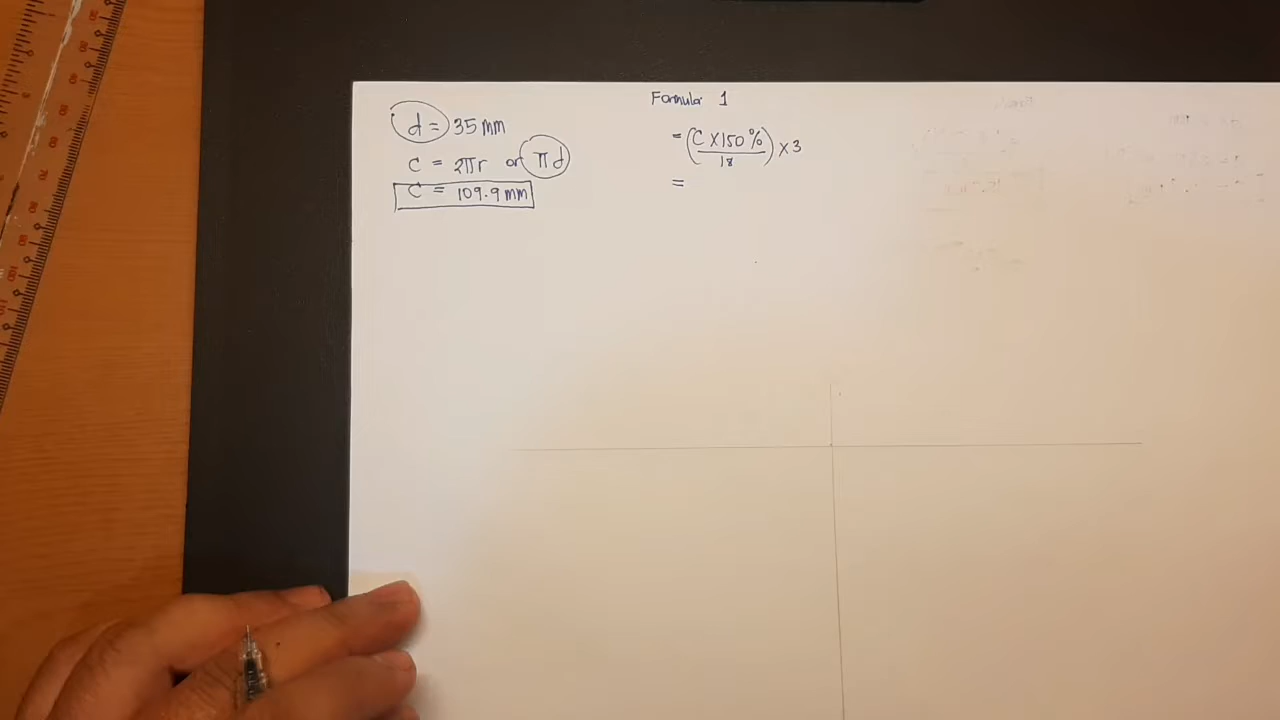 d = 35 mm
C = 2πr or πd
C = 109.9 mm
Formula 1
= (C X 150 % / 18) X 3
=